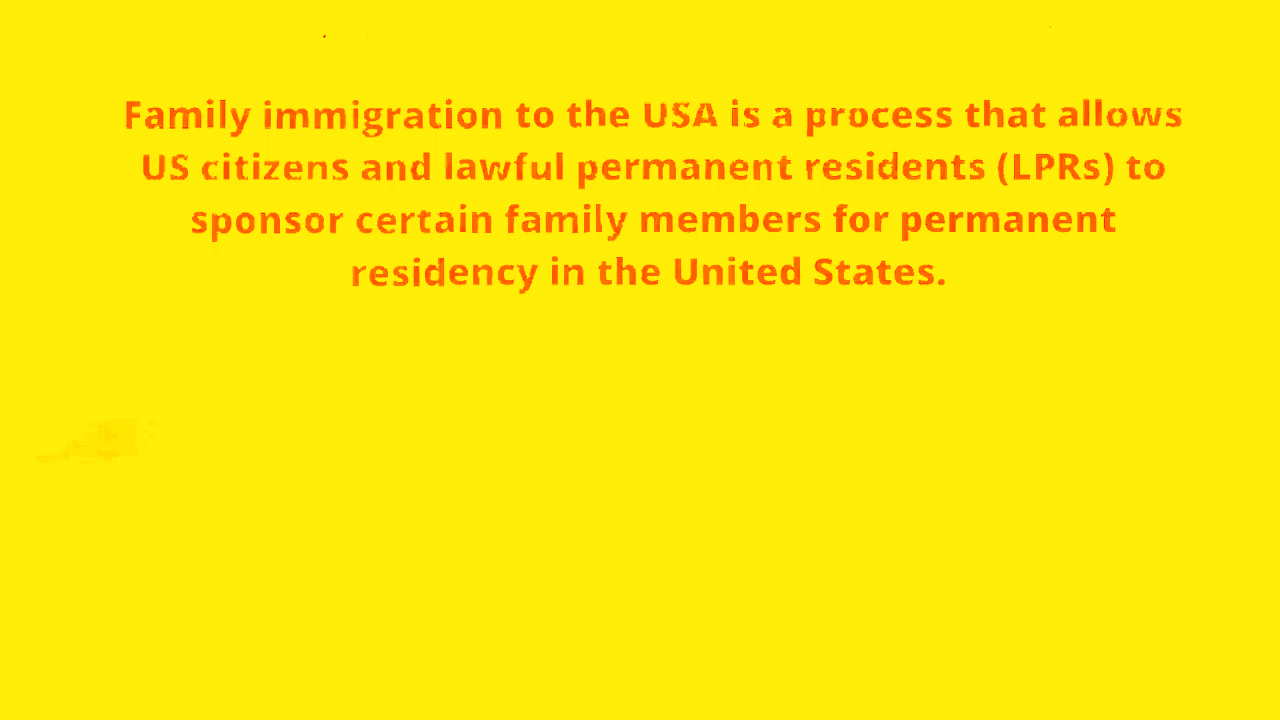 Family immigration to the USA is a process that allows
US citizens and lawful permanent residents (LPRs) to
sponsor certain family members for permanent
residency in the United States.